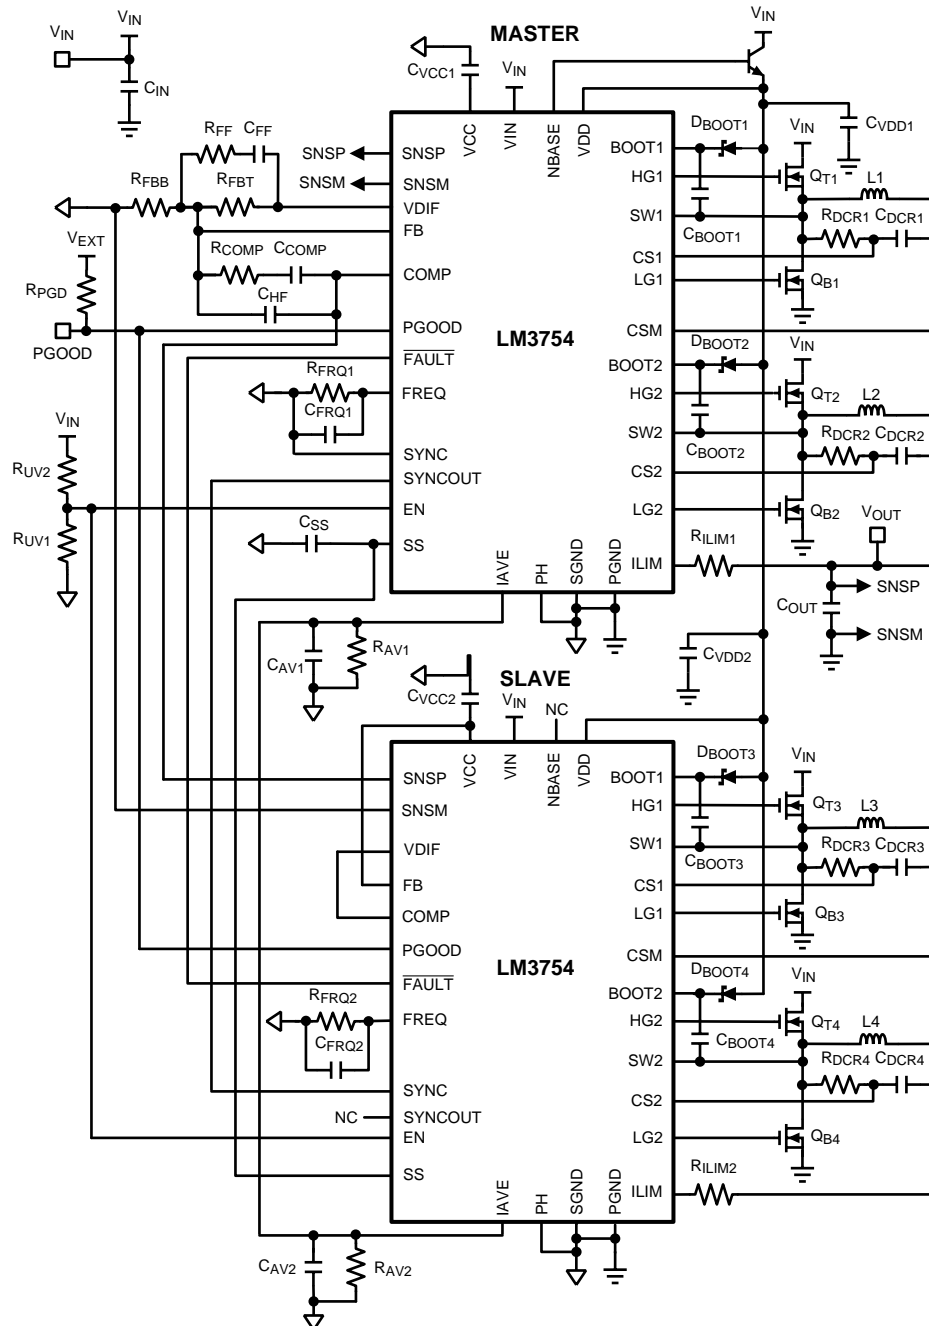 VIN
VIN
CIN
MASTER
VIN
CVCC1
VIN
CVDD1
VCC
VIN
NBASE
VDD
RFF
CFF
RFBB
RFBT
SNSP
SNSP
SNSM
SNSM
VDIF
FB
RCOMP
CCOMP
COMP
CHF
VEXT
RPGD
PGOOD
PGOOD
FAULT
RFRQ1
FREQ
CFRQ1
SYNC
SYNCOUT
VIN
RUV2
EN
RUV1
CSS
SS
LM3754
BOOT1
DBOOT1
HG1
SW1
CBOOT1
CS1
LG1
CSM
VIN
QT1
L1
RDCR1
CDCR1
QB1
BOOT2
DBOOT2
HG2
SW2
CBOOT2
CS2
LG2
VIN
QT2
L2
RDCR2
CDCR2
QB2
ILIM
RILIM1
VOUT
COUT
SNSP
SNSM
IAVE
PH
SGND
PGND
CAV1
RAV1
CVDD2
SLAVE
CVCC2
VIN
NC
VCC
VIN
NBASE
VDD
SNSP
SNSM
VDIF
FB
COMP
PGOOD
FAULT
RFRQ2
FREQ
CFRQ2
SYNC
NC
SYNCOUT
EN
SS
LM3754
BOOT1
DBOOT3
HG1
SW1
CBOOT3
CS1
LG1
CSM
VIN
QT3
L3
RDCR3
CDCR3
QB3
BOOT2
DBOOT4
HG2
SW2
CBOOT4
CS2
LG2
VIN
QT4
L4
RDCR4
CDCR4
QB4
ILIM
RILIM2
IAVE
PH
SGND
PGND
CAV2
RAV2